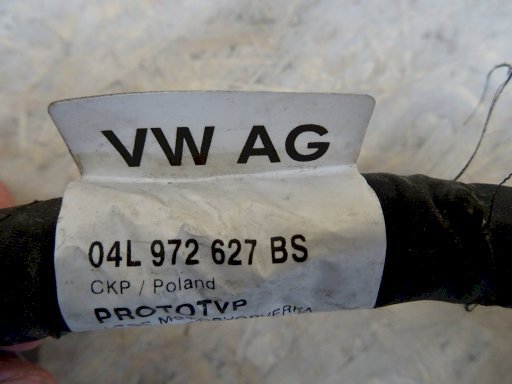 VW AG
04L 972 627 BS
CKP / Poland
PROTOTYP